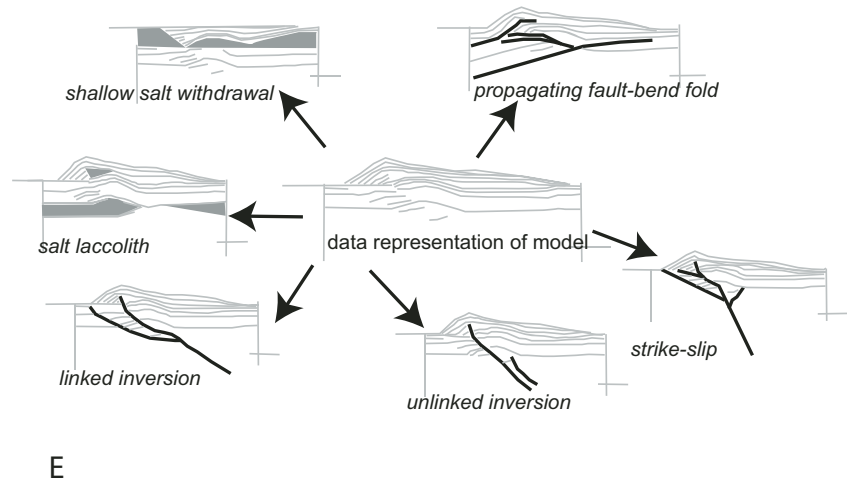 shallow salt withdrawal
propagating fault-bend fold
salt laccolith
data representation of model
linked inversion
unlinked inversion
strike-slip
E